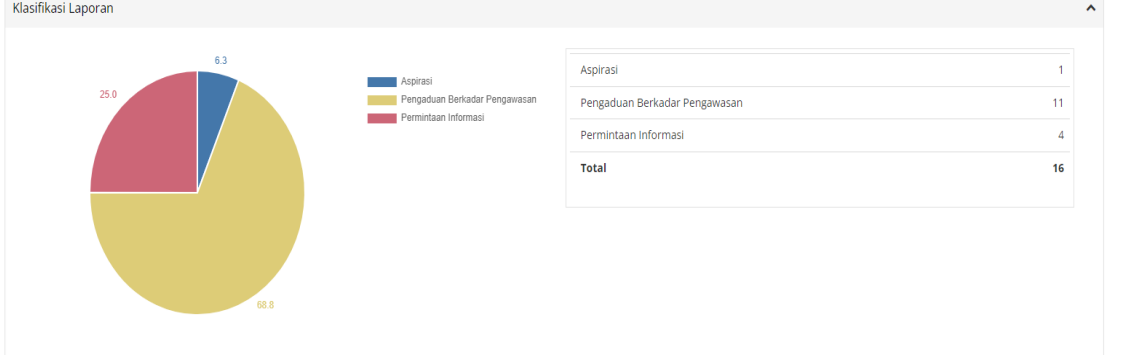 Klasifikasi Laporan
6.3
25.0
68.8
Aspirasi
Pengaduan Berkadar Pengawasan
Permintaan Informasi
Aspirasi 1
Pengaduan Berkadar Pengawasan 11
Permintaan Informasi 4
Total 16